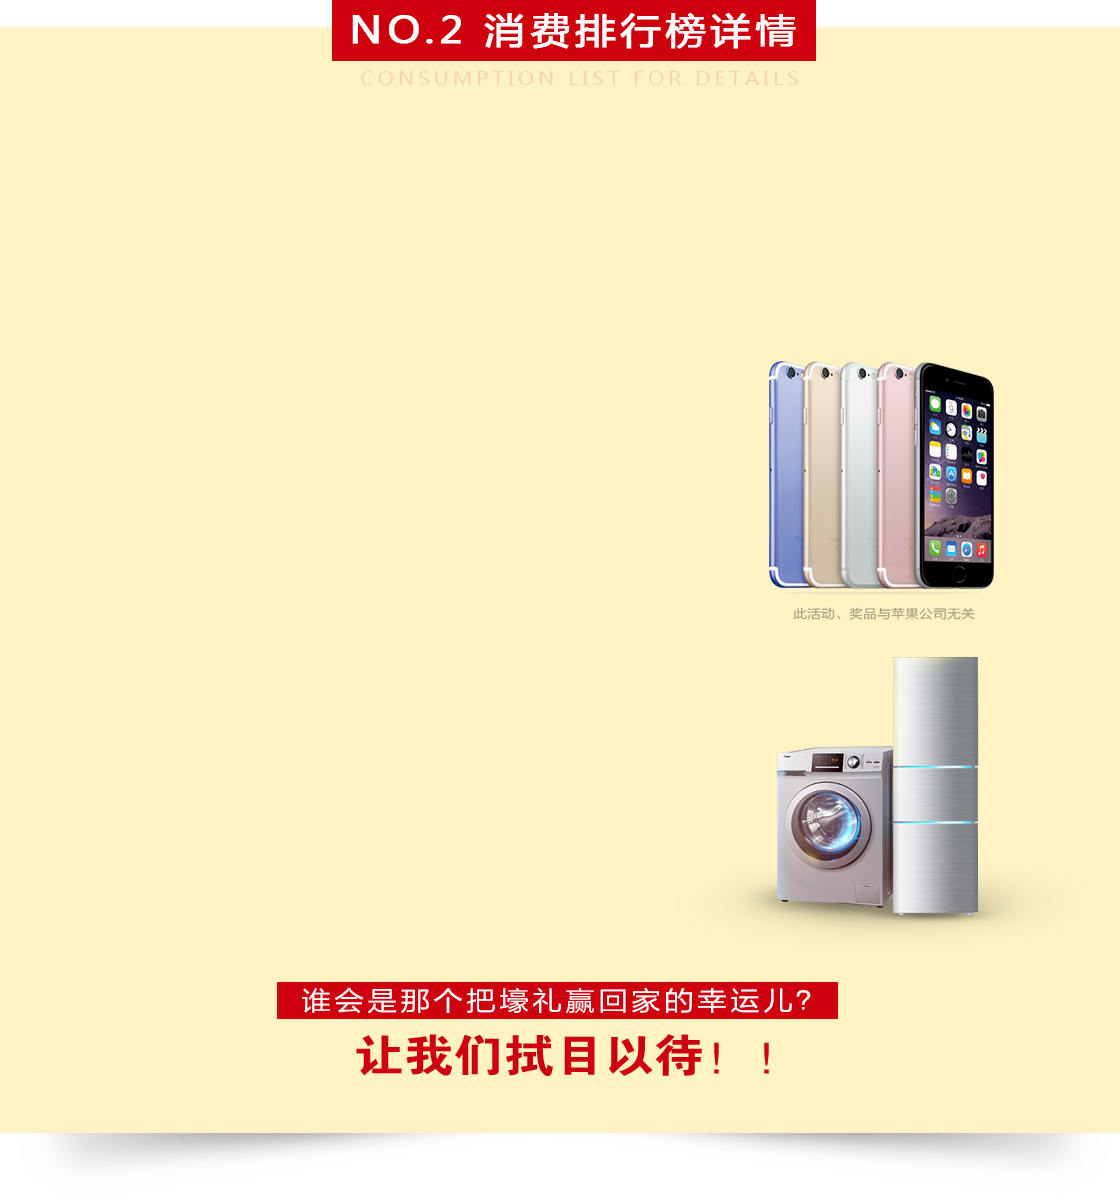 NO.2 消费排行榜详情
CONSUMPTION LIST FOR DETAILS
此活动、奖品与苹果公司无关
谁会是那个把壕礼赢回家的幸运儿?
让我们拭目以待！！